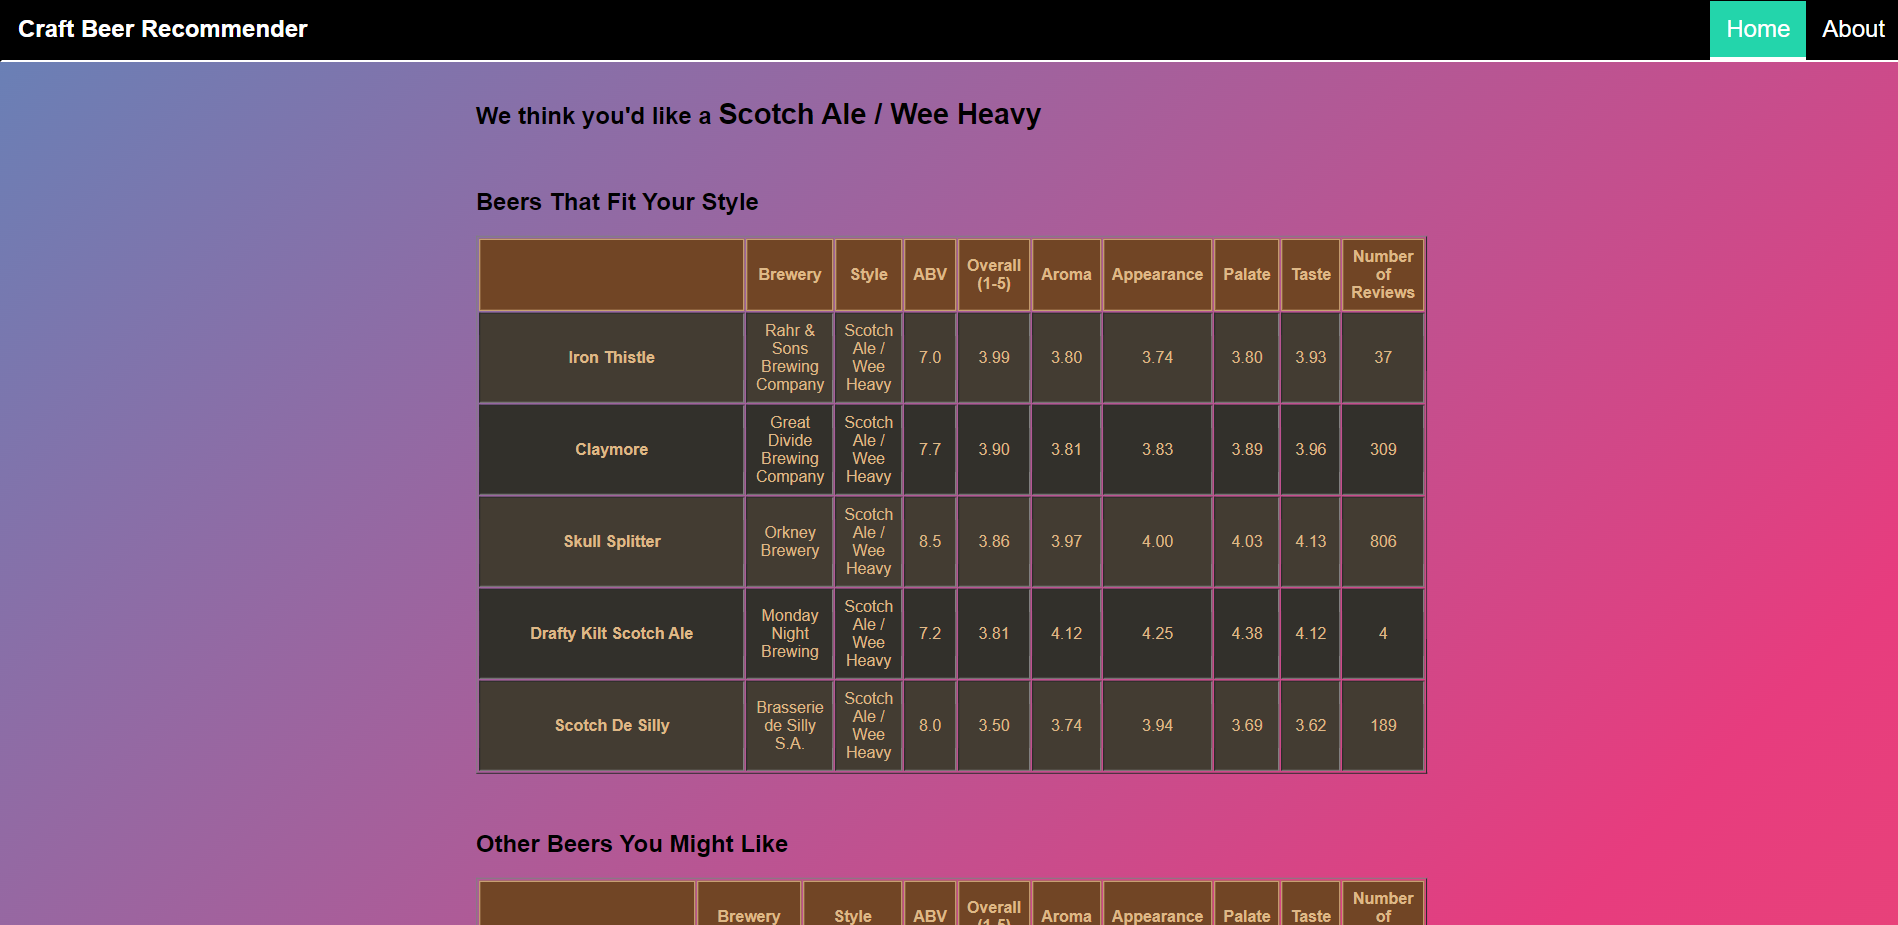 Craft Beer Recommender
Home
About
We think you'd like a Scotch Ale / Wee Heavy
Beers That Fit Your Style
Brewery Style ABV Overall (1-5) Aroma Appearance Palate Taste Number of Reviews
Iron Thistle Rahr & Sons Brewing Company Scotch Ale / Wee Heavy 7.0 3.99 3.80 3.74 3.80 3.93 37
Claymore Great Divide Brewing Company Scotch Ale / Wee Heavy 7.7 3.90 3.81 3.83 3.89 3.96 309
Skull Splitter Orkney Brewery Scotch Ale / Wee Heavy 8.5 3.86 3.97 4.00 4.03 4.13 806
Drafty Kilt Scotch Ale Monday Night Brewing Scotch Ale / Wee Heavy 7.2 3.81 4.12 4.25 4.38 4.12 4
Scotch De Silly Brasserie de Silly S.A. Scotch Ale / Wee Heavy 8.0 3.50 3.74 3.94 3.69 3.62 189
Other Beers You Might Like
Brewery Style ABV Overall (1-5) Aroma Appearance Palate Taste Number of